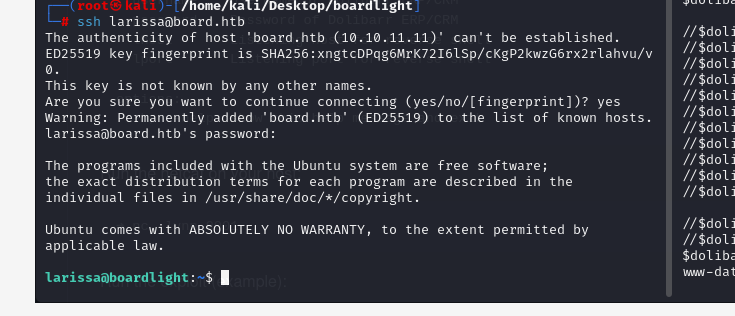 ┌──(root㉿kali)-[/home/kali/Desktop/boardlight]
└─# ssh larissa@board.htb
The authenticity of host 'board.htb (10.10.11.11)' can't be established.
ED25519 key fingerprint is SHA256:xngtcDPqg6MrK72I6lSp/cKgP2kwzG6rx2rlahvu/v
0.
This key is not known by any other names.
Are you sure you want to continue connecting (yes/no/[fingerprint])? yes
Warning: Permanently added 'board.htb' (ED25519) to the list of known hosts.
larissa@board.htb's password:
The programs included with the Ubuntu system are free software;
the exact distribution terms for each program are described in the
individual files in /usr/share/doc/*/copyright.
Ubuntu comes with ABSOLUTELY NO WARRANTY, to the extent permitted by
applicable law.
larissa@boardlight:~$
$doliba
//$doli
//$doli
//$doli
//$doli
//$doli
//$doli
//$doli
//$doli
//$doli
//$doli
//$doli
//$doli
//$doli
$doliba
www-dat